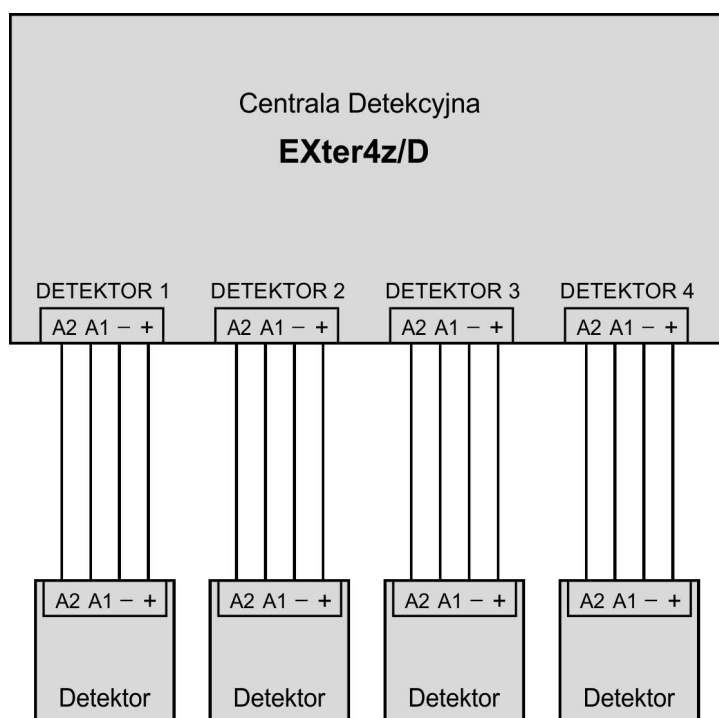 Centrala Detekcyjna
EXter4z/D
DETEKTOR 1 DETEKTOR 2 DETEKTOR 3 DETEKTOR 4
A2 A1 – + A2 A1 – + A2 A1 – + A2 A1 – +
A2 A1 – + A2 A1 – + A2 A1 – + A2 A1 – +
Detektor Detektor Detektor Detektor